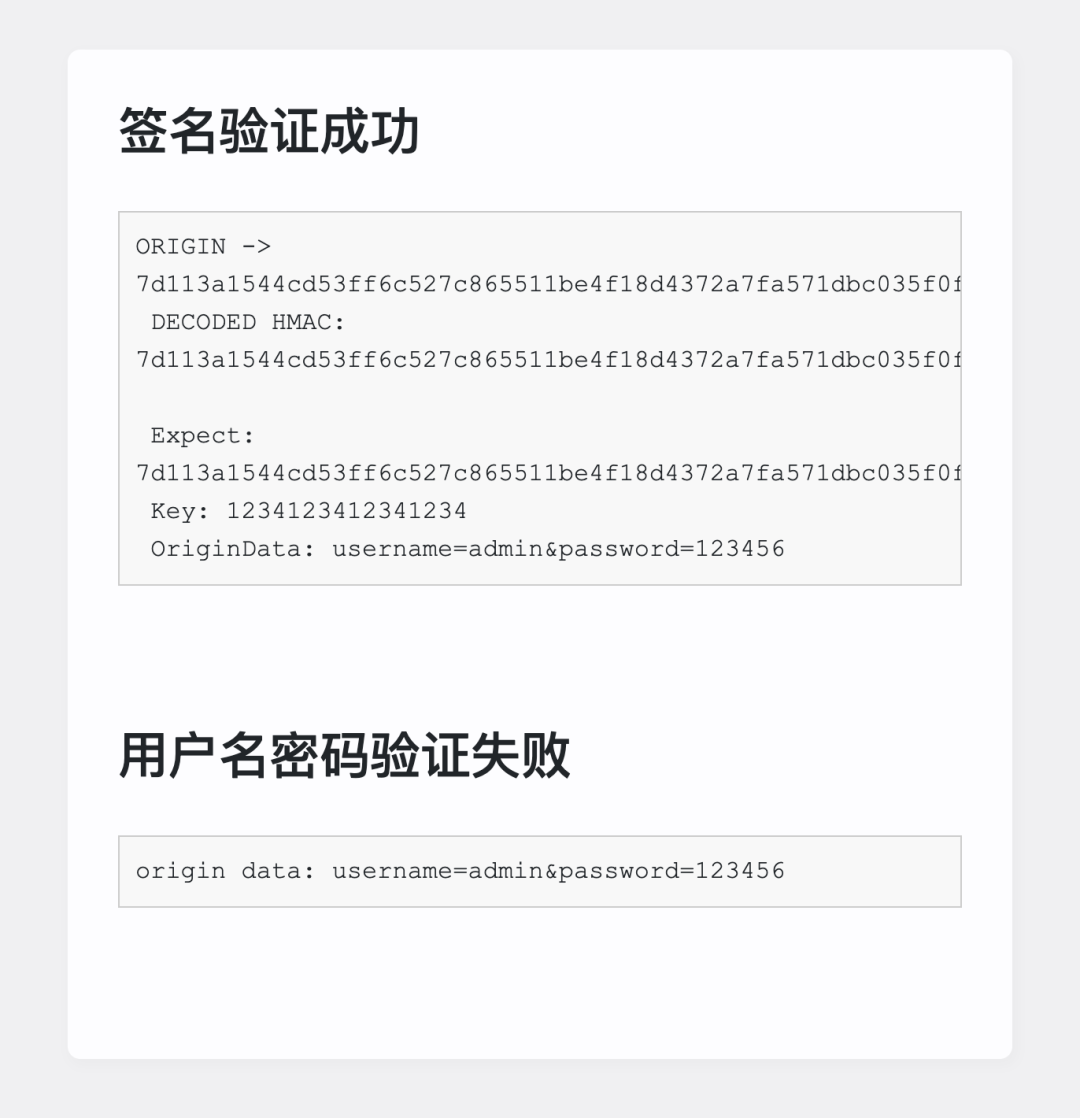 签名验证成功
ORIGIN ->
7d113a1544cd53ff6c527c865511be4f18d4372a7fa571dbc035f0f
DECODED HMAC:
7d113a1544cd53ff6c527c865511be4f18d4372a7fa571dbc035f0f
Expect:
7d113a1544cd53ff6c527c865511be4f18d4372a7fa571dbc035f0f
Key: 1234123412341234
OriginData: username=admin&password=123456
用户名密码验证失败
origin data: username=admin&password=123456